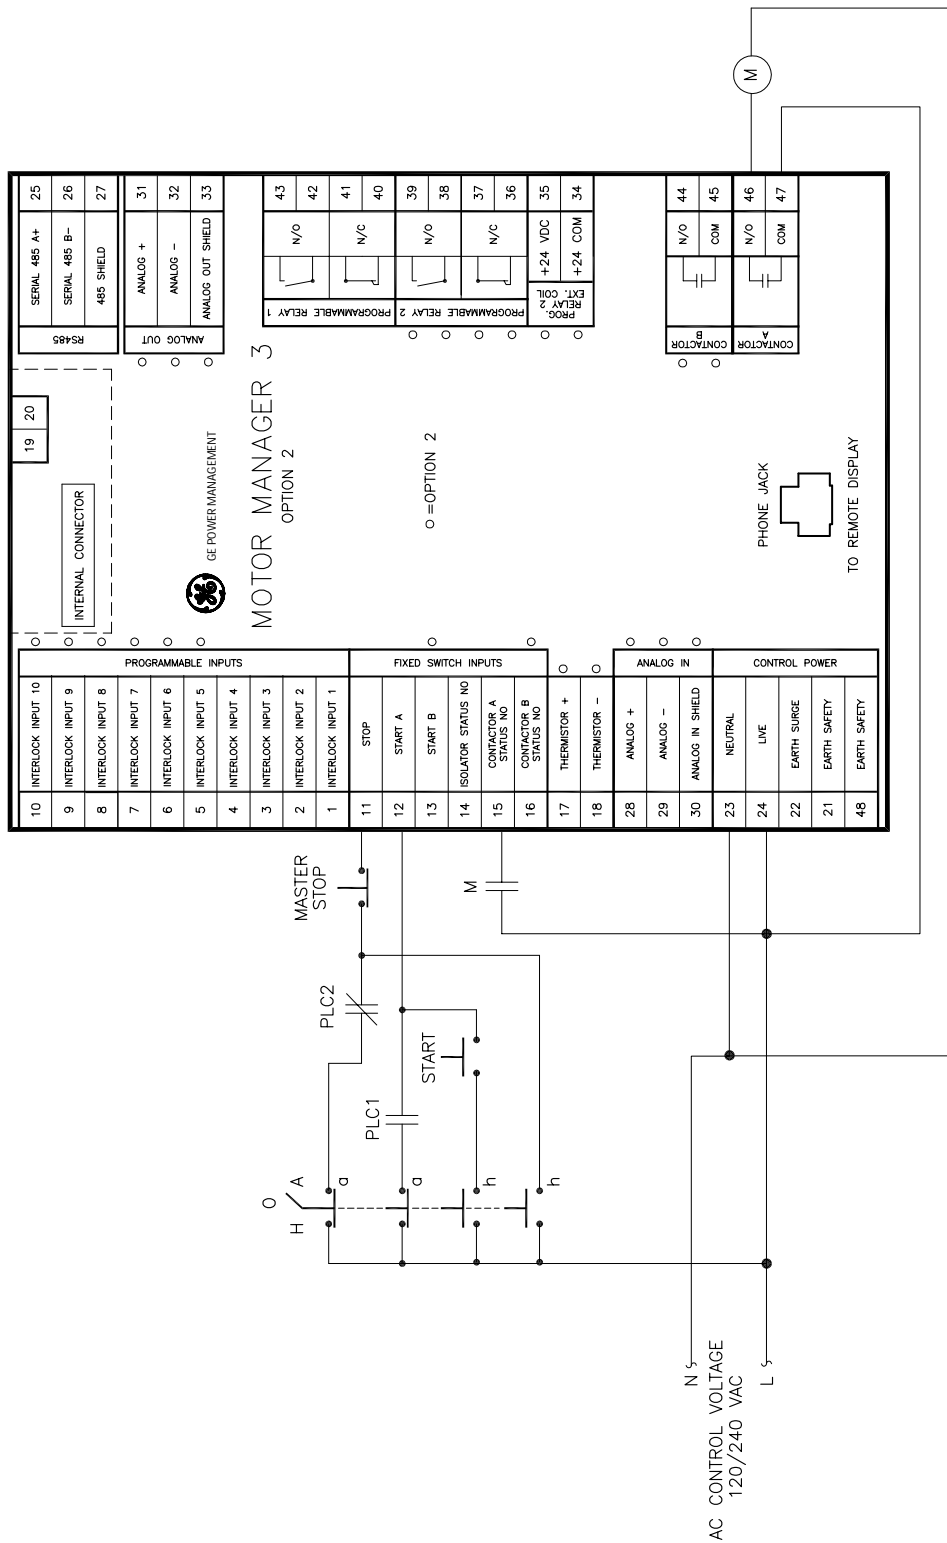 10 INTERLOCK INPUT 10
9 INTERLOCK INPUT 9
8 INTERLOCK INPUT 8
7 INTERLOCK INPUT 7
6 INTERLOCK INPUT 6
5 INTERLOCK INPUT 5
4 INTERLOCK INPUT 4
3 INTERLOCK INPUT 3
2 INTERLOCK INPUT 2
1 INTERLOCK INPUT 1
PROGRAMMABLE INPUTS
11 STOP
12 START A
13 START B
14 ISOLATOR STATUS NO
15 CONTACTOR A
STATUS NO
16 CONTACTOR B
STATUS NO
FIXED SWITCH INPUTS
17 THERMISTOR +
18 THERMISTOR –
28 ANALOG +
29 ANALOG –
30 ANALOG IN SHIELD
ANALOG IN
23 NEUTRAL
24 LIVE
22 EARTH SURGE
21 EARTH SAFETY
48 EARTH SAFETY
CONTROL POWER
INTERNAL CONNECTOR
19 20
GE POWER MANAGEMENT
MOTOR MANAGER 3
OPTION 2
O =OPTION 2
PHONE JACK
TO REMOTE DISPLAY
RS485
SERIAL 485 A+ 25
SERIAL 485 B– 26
485 SHIELD 27
ANALOG OUT
ANALOG + 31
ANALOG – 32
ANALOG OUT SHIELD 33
PROGRAMMABLE RELAY 1
N/O 43
42
N/C 41
40
PROGRAMMABLE RELAY 2
N/O 39
38
N/C 37
36
PROG.
RELAY 2
EXT. COIL
+24 VDC 35
+24 COM 34
CONTACTOR
B
N/O 44
COM 45
CONTACTOR
A
N/O 46
COM 47
M
MASTER
STOP
M
PLC2
START
PLC1
H O A
a
a
h
h
N
L
AC CONTROL VOLTAGE
120/240 VAC